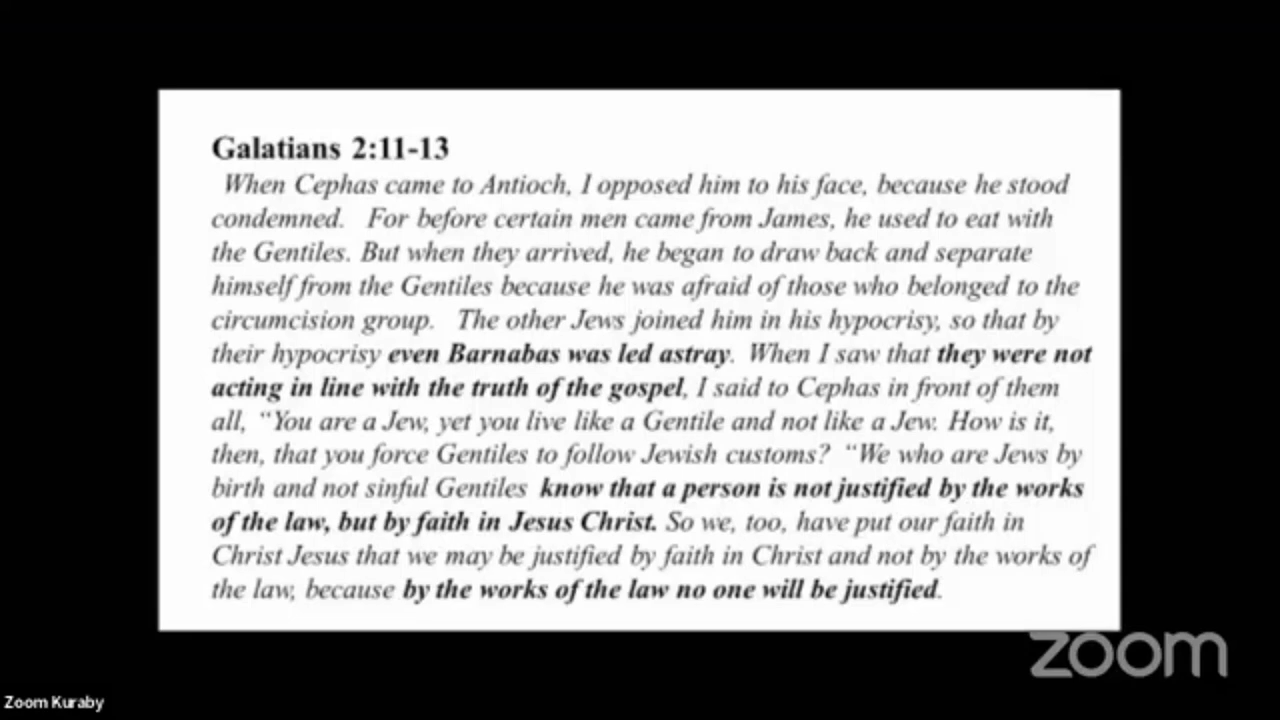 Galatians 2:11-13
When Cephas came to Antioch, I opposed him to his face, because he stood
condemned. For before certain men came from James, he used to eat with
the Gentiles. But when they arrived, he began to draw back and separate
himself from the Gentiles because he was afraid of those who belonged to the
circumcision group. The other Jews joined him in his hypocrisy, so that by
their hypocrisy even Barnabas was led astray. When I saw that they were not
acting in line with the truth of the gospel, I said to Cephas in front of them
all, “You are a Jew, yet you live like a Gentile and not like a Jew. How is it,
then, that you force Gentiles to follow Jewish customs? “We who are Jews by
birth and not sinful Gentiles know that a person is not justified by the works
of the law, but by faith in Jesus Christ. So we, too, have put our faith in
Christ Jesus that we may be justified by faith in Christ and not by the works of
the law, because by the works of the law no one will be justified.
zoom
Zoom Kuraby